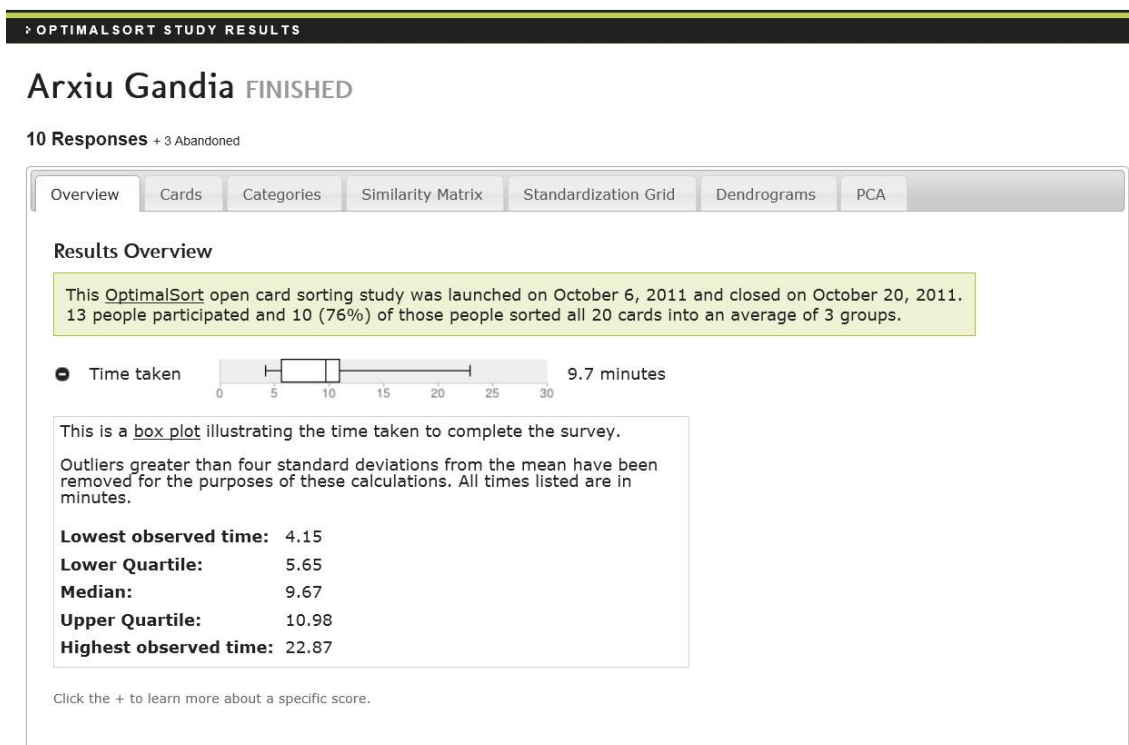 OPTIMALSORT STUDY RESULTS
Arxiu Gandia FINISHED
10 Responses + 3 Abandoned
Overview Cards Categories Similarity Matrix Standardization Grid Dendrograms PCA
Results Overview
This OptimalSort open card sorting study was launched on October 6, 2011 and closed on October 20, 2011.
13 people participated and 10 (76%) of those people sorted all 20 cards into an average of 3 groups.
Time taken 9.7 minutes
0 5 10 15 20 25 30
This is a box plot illustrating the time taken to complete the survey.
Outliers greater than four standard deviations from the mean have been
removed for the purposes of these calculations. All times listed are in
minutes.
Lowest observed time: 4.15
Lower Quartile: 5.65
Median: 9.67
Upper Quartile: 10.98
Highest observed time: 22.87
Click the + to learn more about a specific score.